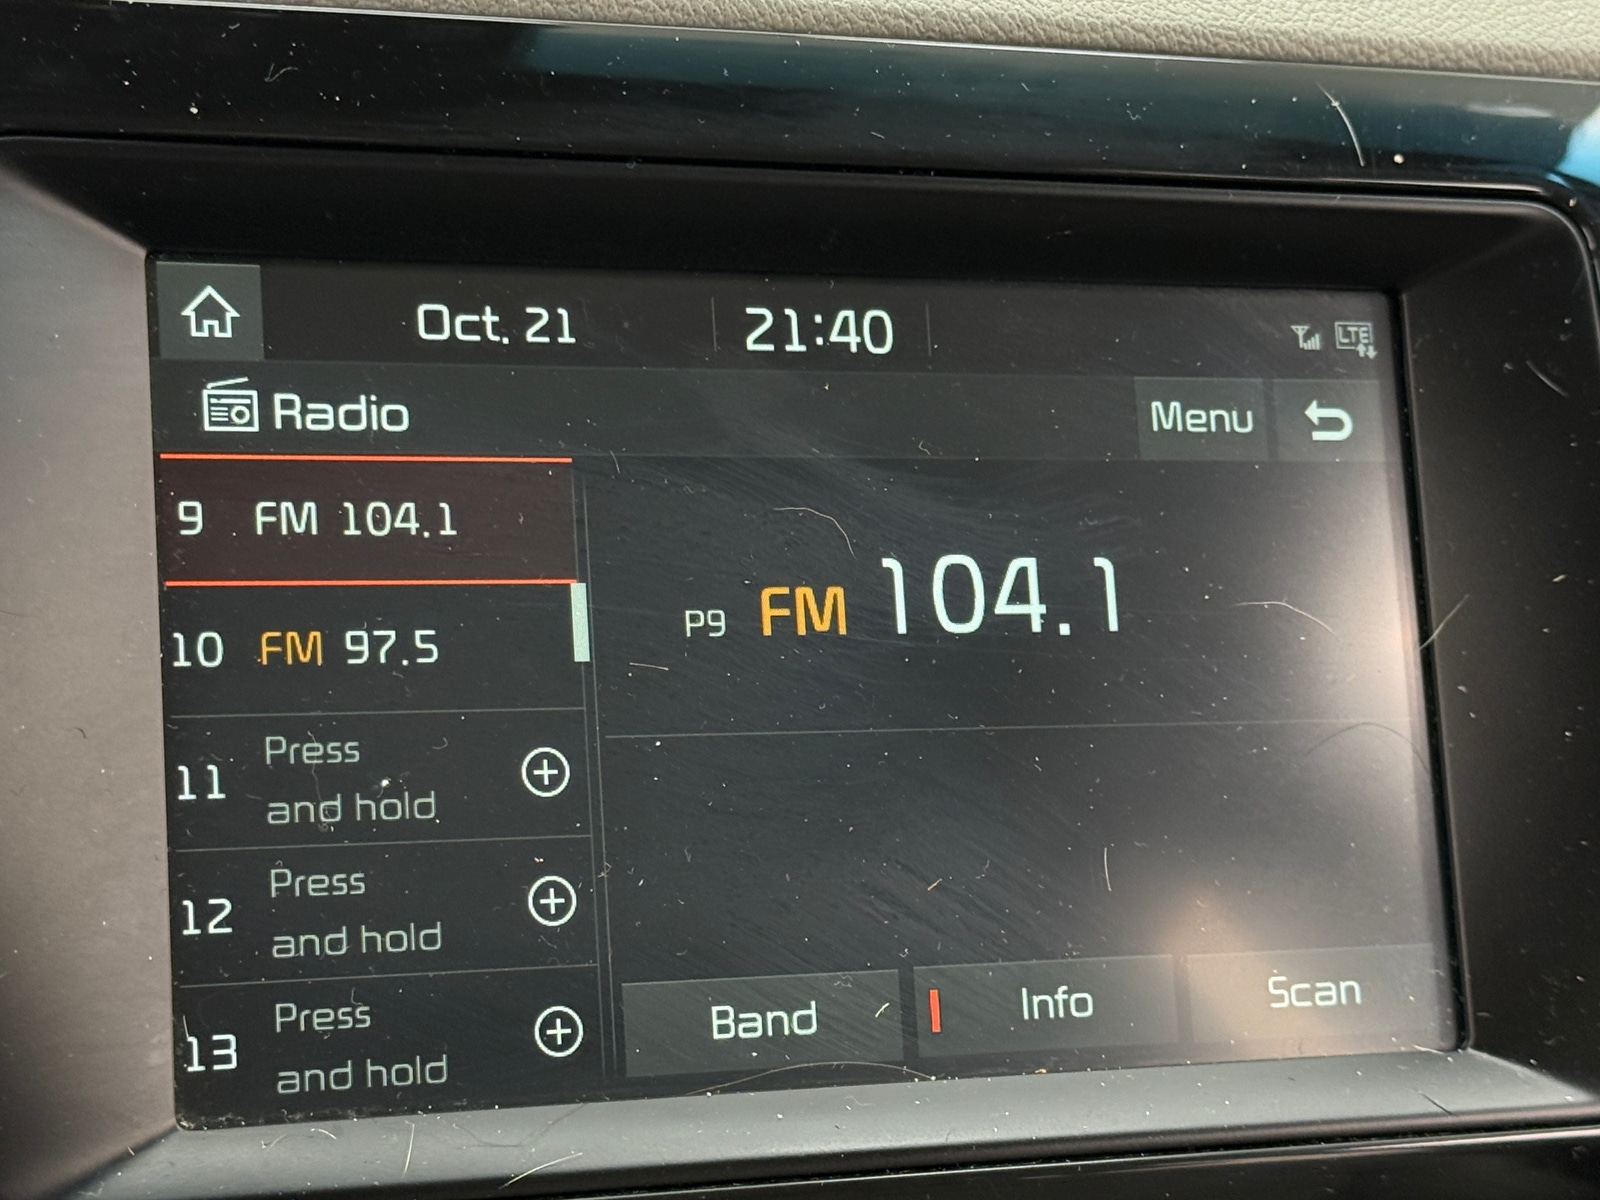 Oct. 21
21:40
LTE
Radio
Menu
9 FM 104.1
10 FM 97.5
11 Press
and hold
12 Press
and hold
13 Press
and hold
P9 FM 104.1
Band
Info
Scan